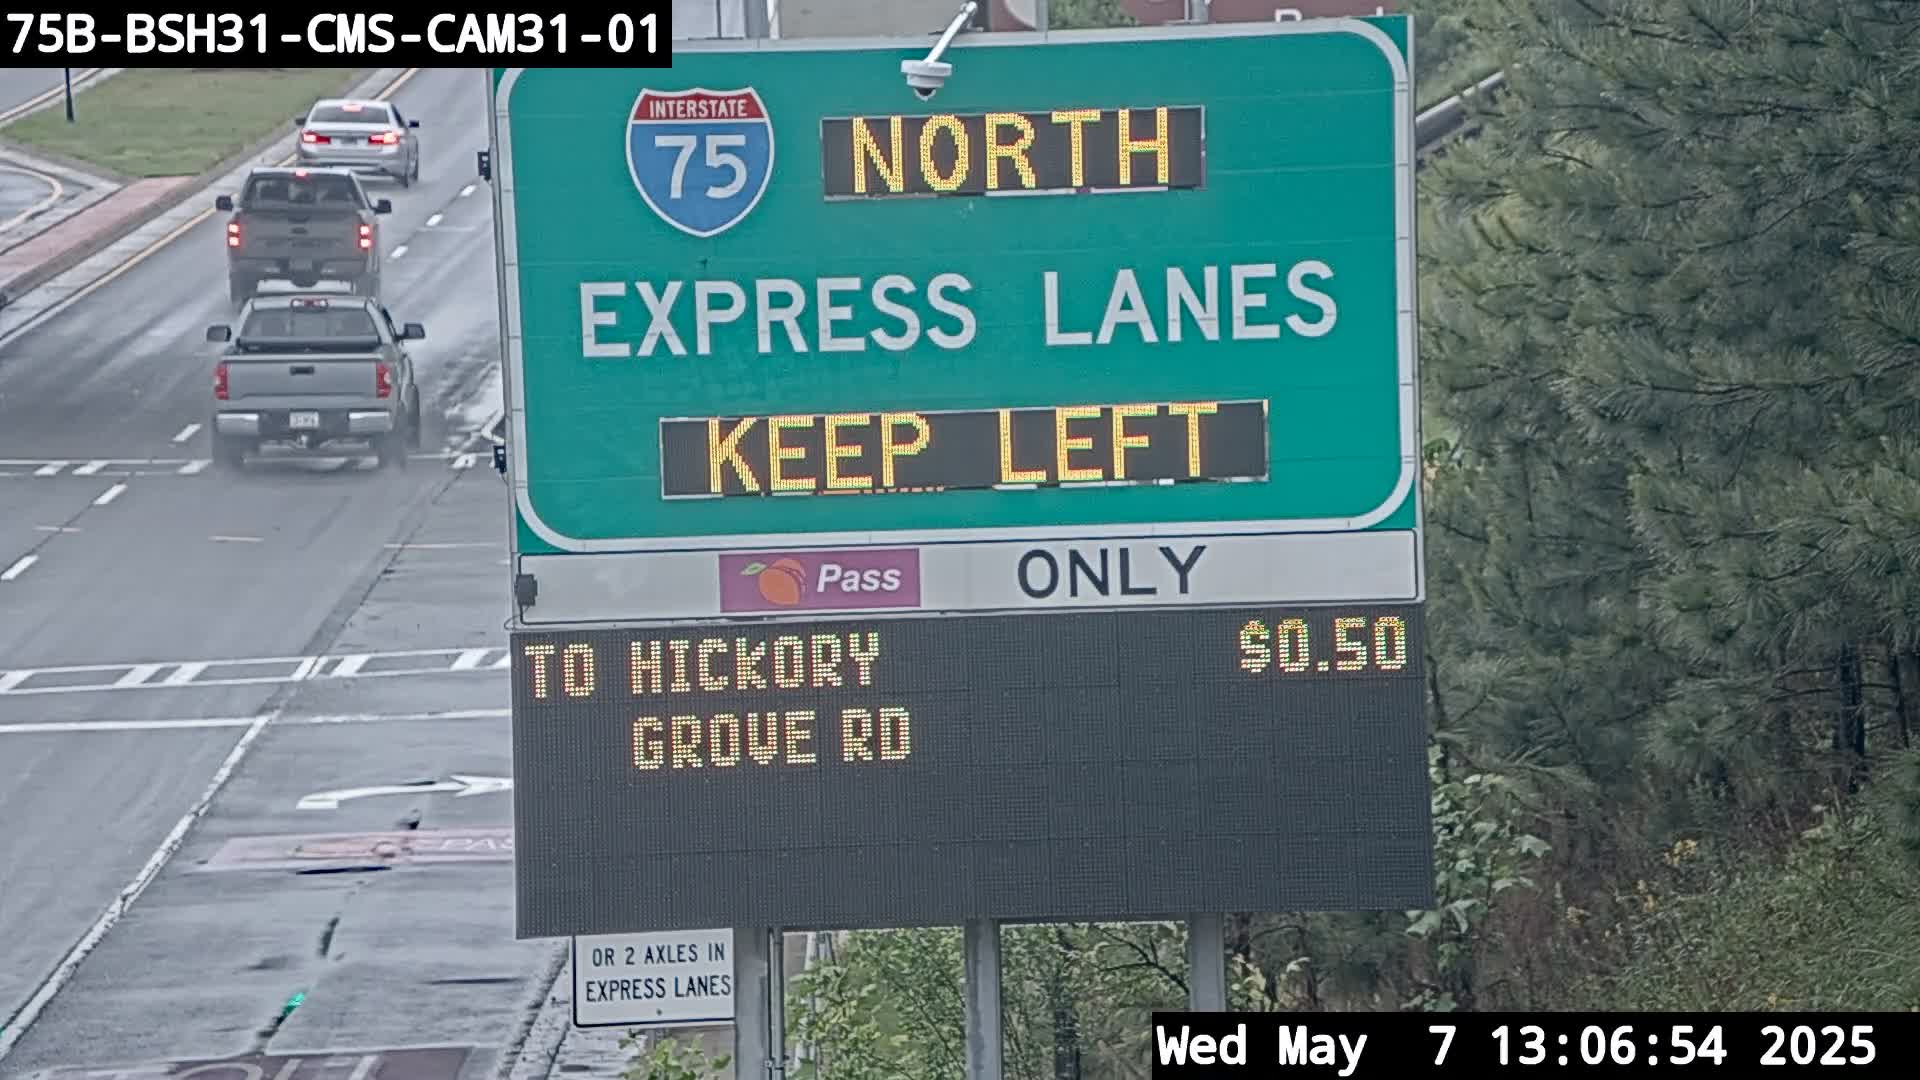 75B-BSH31-CMS-CAM31-01
INTERSTATE
75
NORTH
EXPRESS LANES
KEEP LEFT
Pass
ONLY
TO HICKORY $0.50
GROVE RD
OR 2 AXLES IN
EXPRESS LANES
Wed May 7 13:06:54 2025